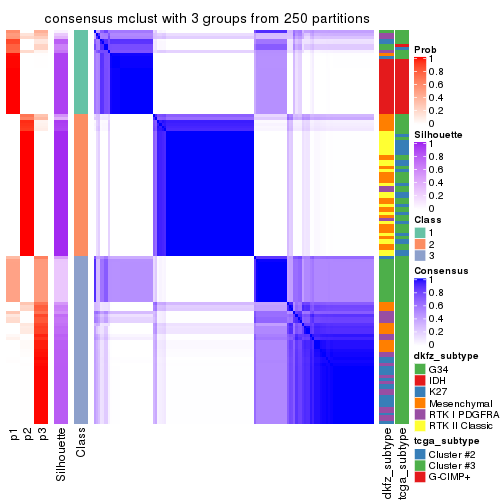 consensus mclust with 3 groups from 250 partitions
Prob
1
0.8
0.6
0.4
0.2
0
Silhouette
1
0.8
0.6
0.4
0.2
0
Class
1
2
3
Consensus
1
0.8
0.6
0.4
0.2
0
dkfz_subtype
G34
IDH
K27
Mesenchymal
RTK I PDGFRA
RTK II Classic
tcga_subtype
Cluster #2
Cluster #3
G-CIMP+
p1
p2
p3
Silhouette
Class
dkfz_subtype
tcga_subtype